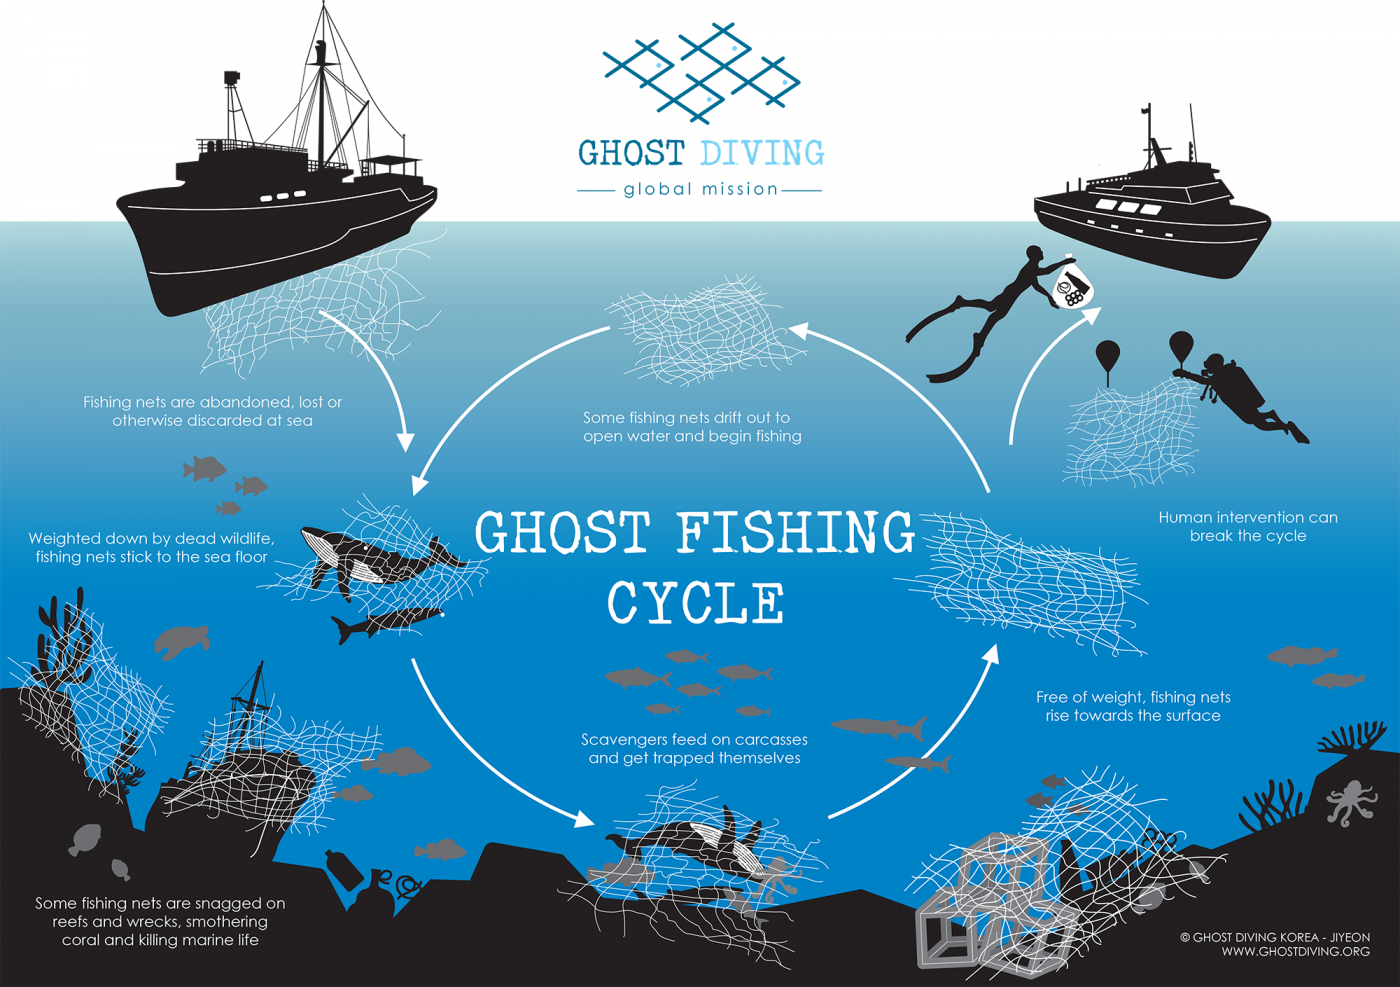 GHOST DIVING
global mission
Fishing nets are abandoned, lost or
otherwise discarded at sea
Some fishing nets drift out to
open water and begin fishing
Human intervention can
break the cycle
Weighted down by dead wildlife,
fishing nets stick to the sea floor
GHOST FISHING
CYCLE
Free of weight, fishing nets
rise towards the surface
Scavengers feed on carcasses
and get trapped themselves
Some fishing nets are snagged on
reefs and wrecks, smothering
coral and killing marine life
© GHOST DIVING KOREA - JIYEON
WWW.GHOSTDIVING.ORG